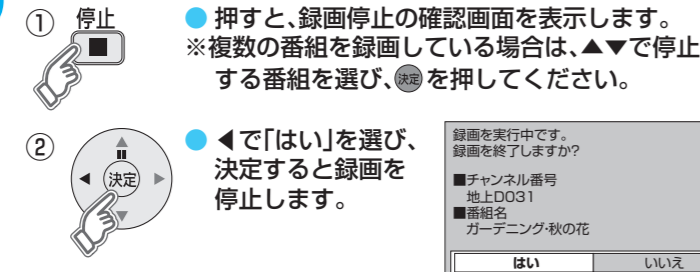 ① 停止
● 押すと、録画停止の確認画面を表示します。
※複数の番組を録画している場合は、▲▼で停止
する番組を選び、決定を押してください。
② 決定
● ◀で「はい」を選び、
決定すると録画を
停止します。
録画を実行中です。
録画を終了しますか?
■チャンネル番号
地上D031
■番組名
ガーデニング・秋の花
はい いいえ